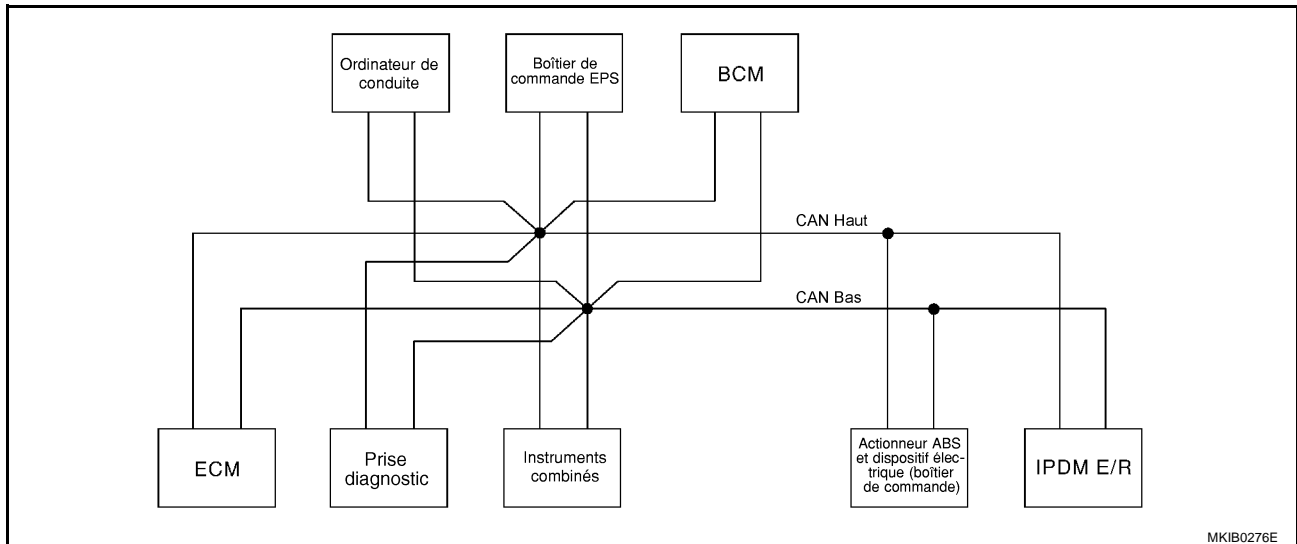 Ordinateur de
conduite
Boîtier de
commande EPS
BCM
CAN Haut
CAN Bas
ECM
Prise
diagnostic
Instruments
combinés
Actionneur ABS
et dispositif élec-
trique (boîtier
de commande)
IPDM E/R
MKIB0276E